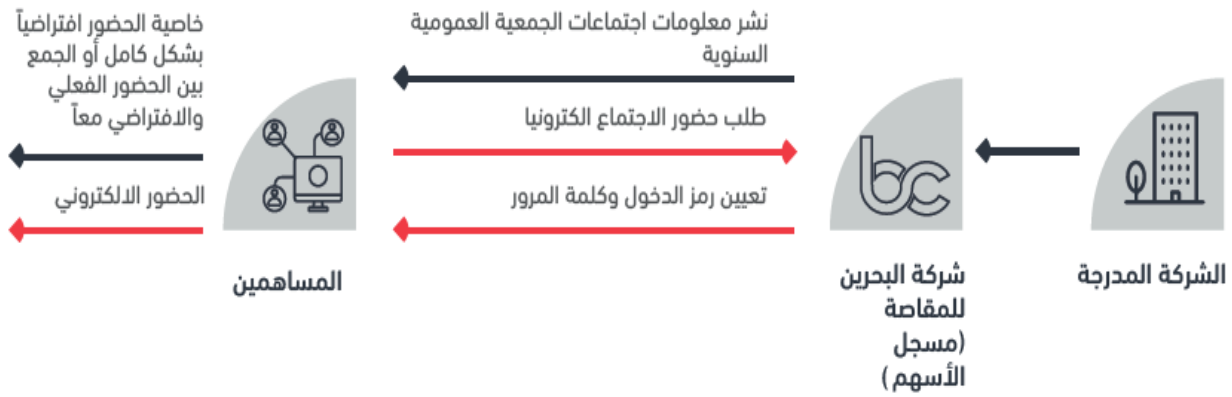 الشركة المدرجة
شركة البحرين
للمقاصة
(مسجل
الأسهم)
bc
نشر معلومات اجتماعات الجمعية العمومية
السنوية
طلب حضور الاجتماع الكترونيا
تعيين رمز الدخول وكلمة المرور
المساهمين
خاصية الحضور افتراضياً
بشكل كامل أو الجمع
بين الحضور الفعلي
والافتراضي معاً
الحضور الالكتروني